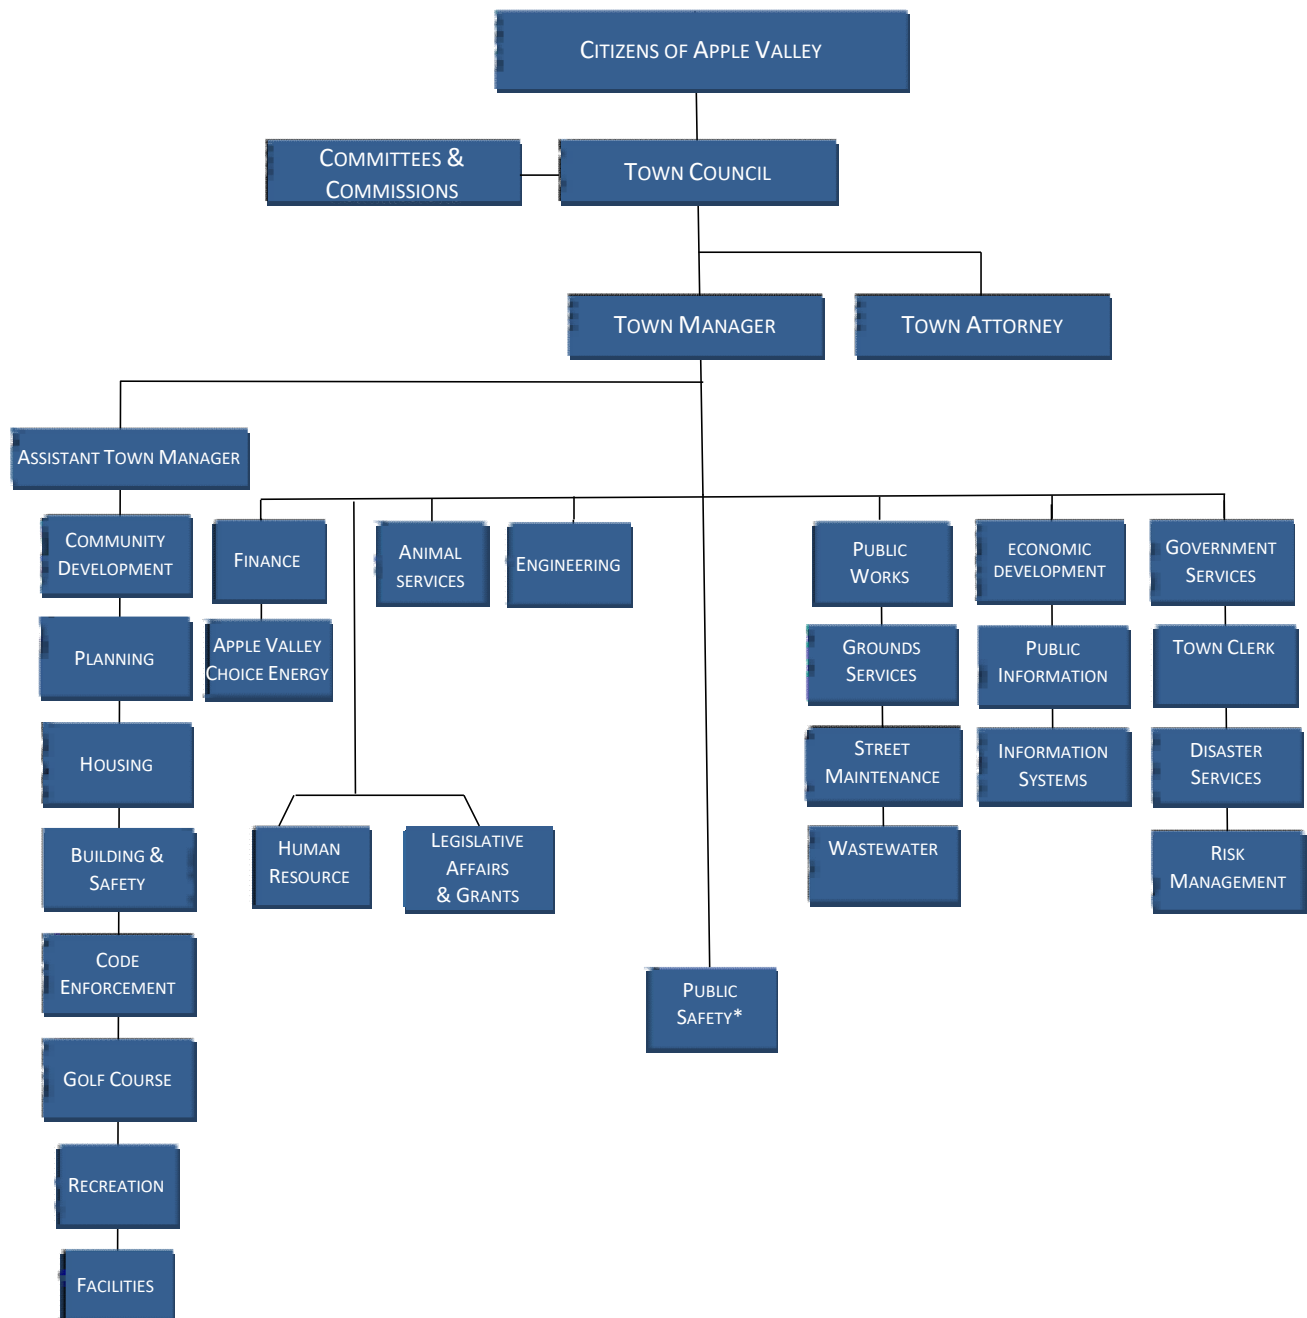 CITIZENS OF APPLE VALLEY
COMMITTEES &
COMMISSIONS
TOWN COUNCIL
TOWN MANAGER
TOWN ATTORNEY
ASSISTANT TOWN MANAGER
COMMUNITY
DEVELOPMENT
PLANNING
HOUSING
BUILDING &
SAFETY
CODE
ENFORCEMENT
GOLF COURSE
RECREATION
FACILITIES
FINANCE
APPLE VALLEY
CHOICE ENERGY
HUMAN
RESOURCE
LEGISLATIVE
AFFAIRS
& GRANTS
ANIMAL
SERVICES
ENGINEERING
PUBLIC
SAFETY*
PUBLIC
WORKS
GROUNDS
SERVICES
STREET
MAINTENANCE
WASTEWATER
ECONOMIC
DEVELOPMENT
PUBLIC
INFORMATION
INFORMATION
SYSTEMS
GOVERNMENT
SERVICES
TOWN CLERK
DISASTER
SERVICES
RISK
MANAGEMENT